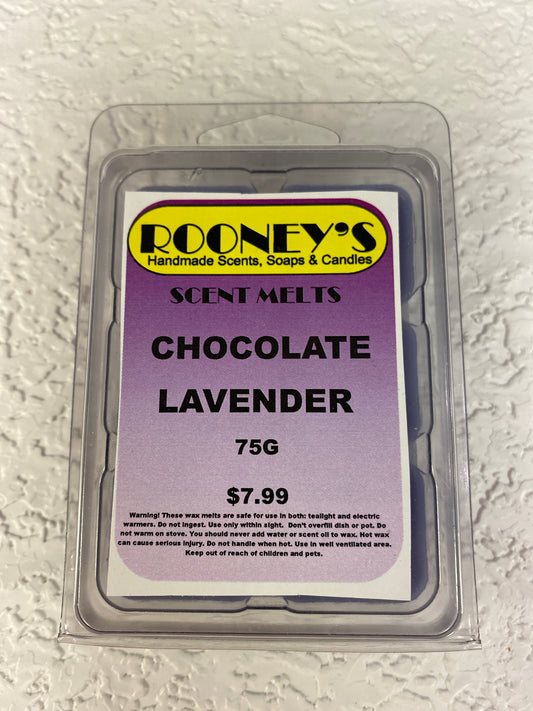 ROONEY'S
Handmade Scents, Soaps & Candles
SCENT MELTS
CHOCOLATE
LAVENDER
75G
$7.99
Warning! These wax melts are safe for use in both: tealight and electric
warmers. Do not ingest. Use only within sight. Don't overfill dish or pot. Do
not warm on stove. You should never add water or scent oil to wax. Hot wax
can cause serious injury. Do not handle when hot. Use in well ventilated area.
Keep out of reach of children and pets.